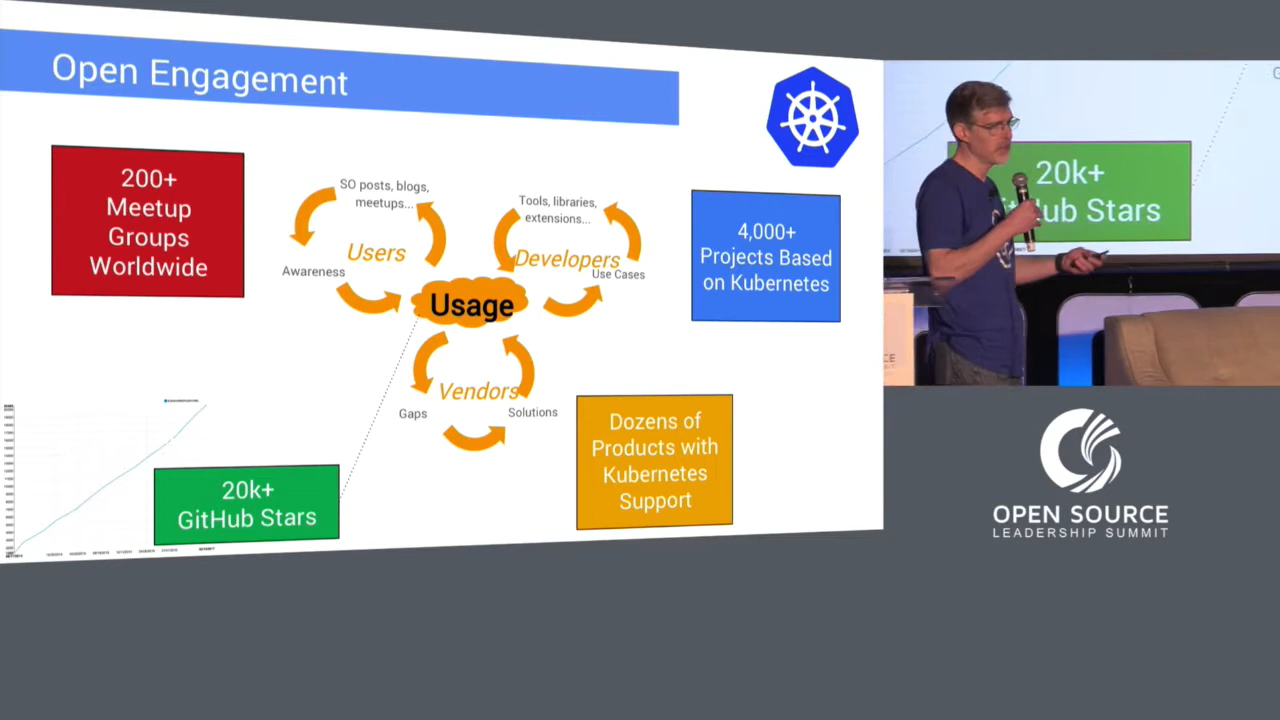 Open Engagement
200+
Meetup
Groups
Worldwide
SO posts, blogs,
meetups...
Users
Awareness
Tools, libraries,
extensions...
Developers
Use Cases
Usage
4,000+
Projects Based
on Kubernetes
Vendors
Gaps
Solutions
Dozens of
Products with
Kubernetes
Support
20k+
GitHub Stars
20k+
Hub Stars
OPEN SOURCE
LEADERSHIP SUMMIT